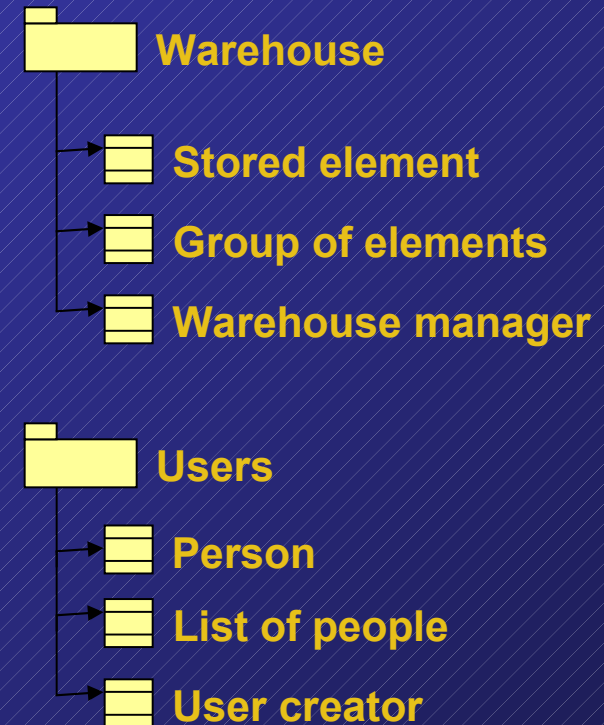 Warehouse
Stored element
Group of elements
Warehouse manager
Users
Person
List of people
User creator